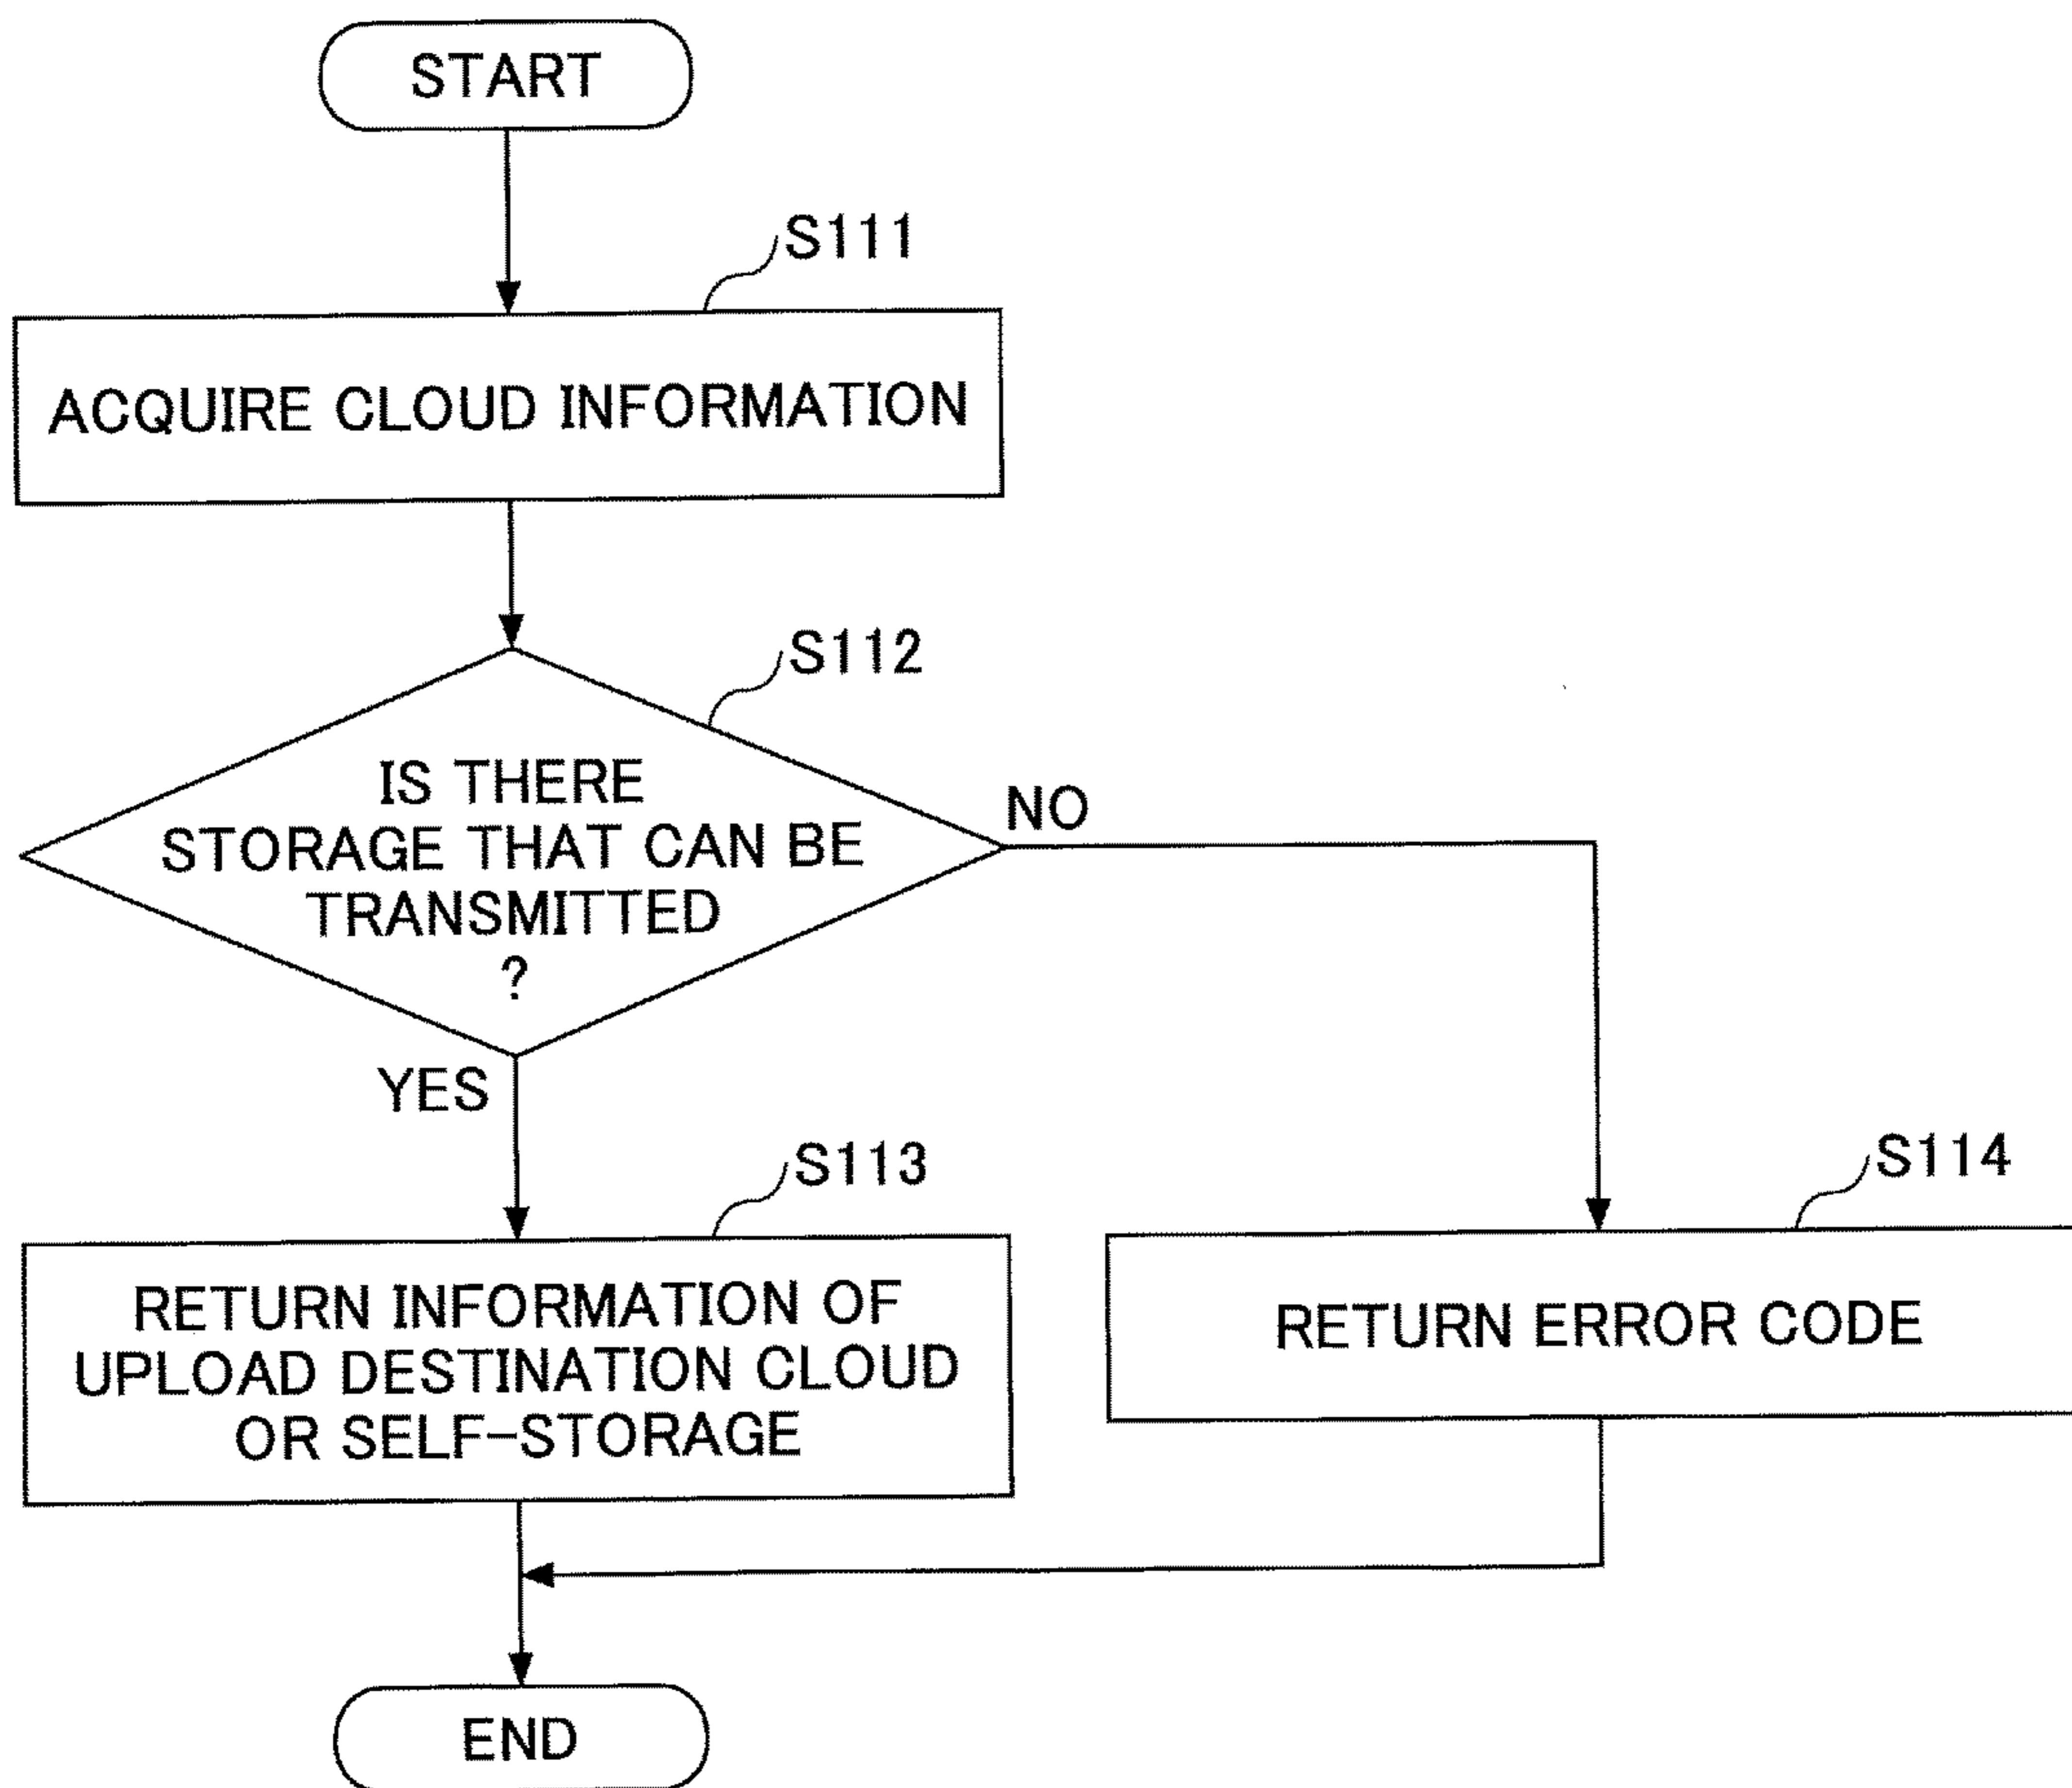 START
S111
ACQUIRE CLOUD INFORMATION
S112
IS THERE
STORAGE THAT CAN BE
TRANSMITTED
?
NO
YES
S113
RETURN INFORMATION OF
UPLOAD DESTINATION CLOUD
OR SELF-STORAGE
S114
RETURN ERROR CODE
END